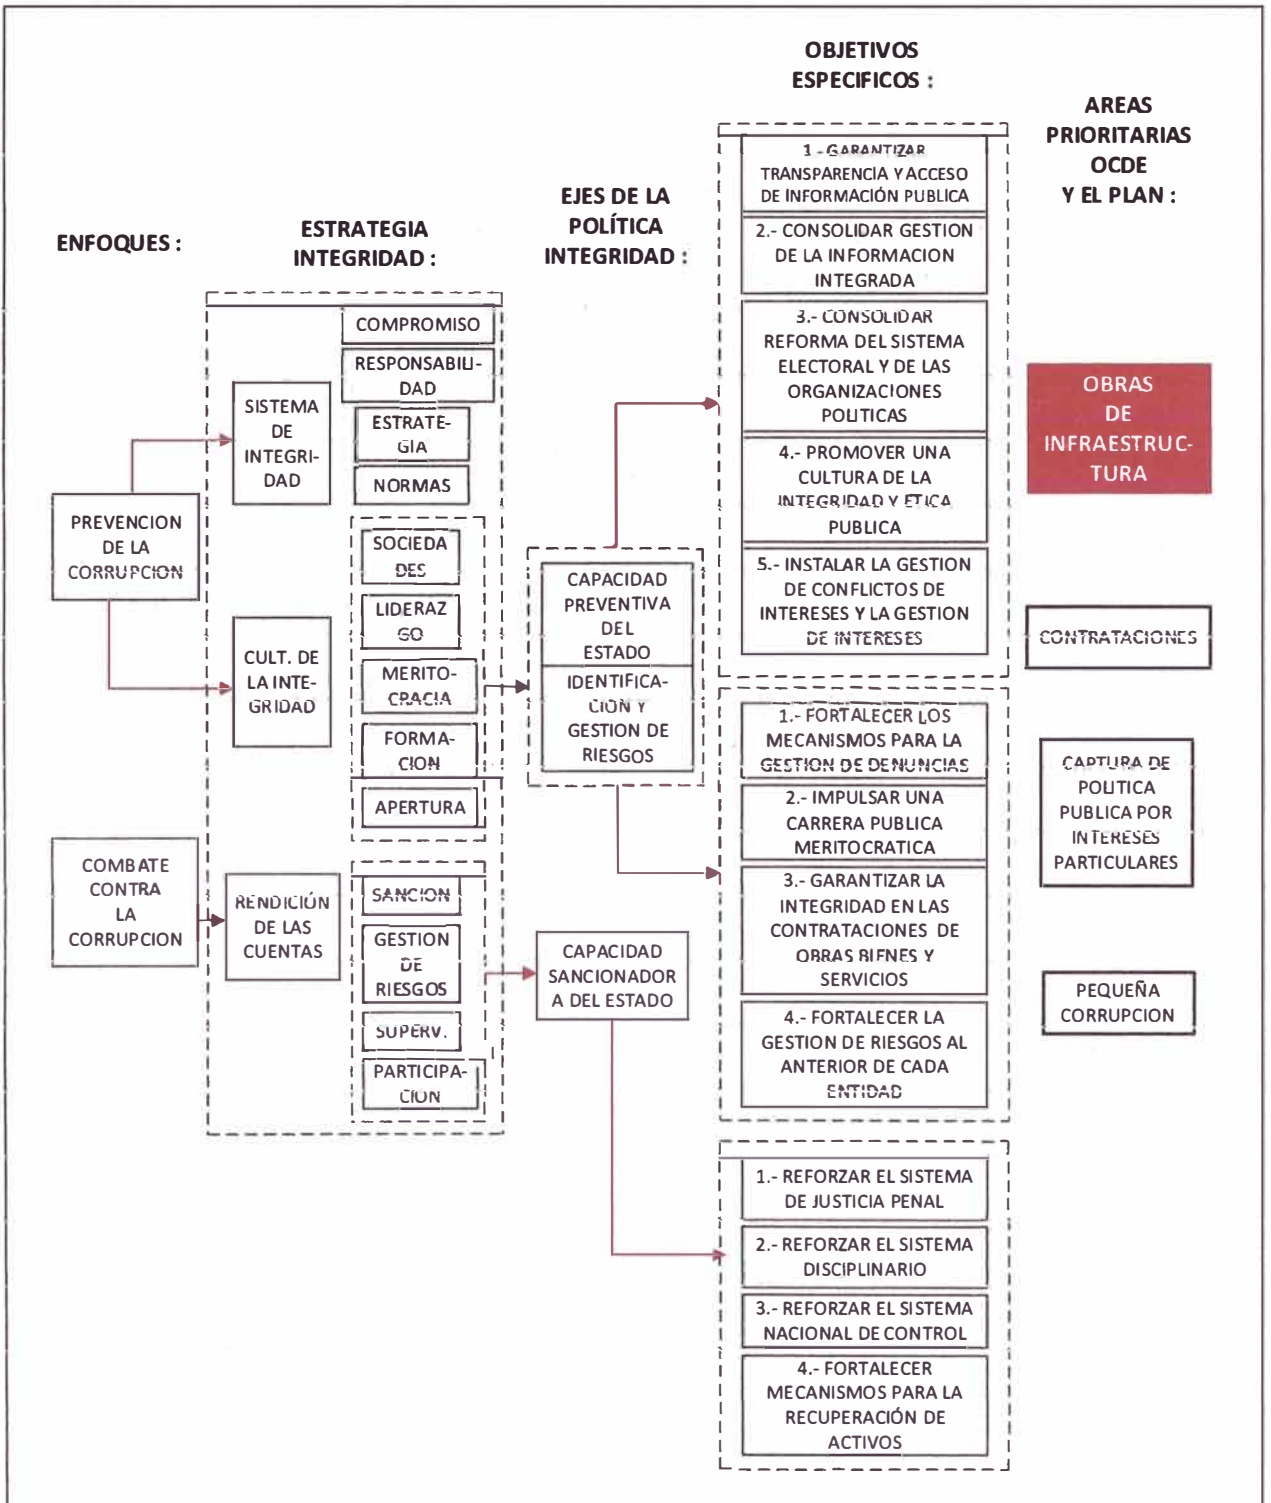 ENFOQUES :
ESTRATEGIA
INTEGRIDAD :
EJES DE LA
POLÍTICA
INTEGRIDAD :
OBJETIVOS
ESPECIFICOS :
AREAS
PRIORITARIAS
OCDE
Y EL PLAN :
PREVENCION
DE LA
CORRUPCION
COMBATE
CONTRA
LA
CORRUPCION
SISTEMA
DE
INTEGRI-
DAD
CULT. DE
LA INTE-
GRIDAD
RENDICIÓN
DE LAS
CUENTAS
COMPROMISO
RESPONSABILI-
DAD
ESTRATE-
GIA
NORMAS
SOCIEDA
DES
LIDERAZ
GO
MERITO-
CRACIA
FORMA-
CION
APERTURA
SANCION
GESTION
DE
RIESGOS
SUPERV.
PARTICIPA-
CION
CAPACIDAD
PREVENTIVA
DEL
ESTADO
IDENTIFICA-
CION Y
GESTION DE
RIESGOS
CAPACIDAD
SANCIONADOR
A DEL ESTADO
1.- GARANTIZAR
TRANSPARENCIA Y ACCESO
DE INFORMACIÓN PUBLICA
2.- CONSOLIDAR GESTION
DE LA INFORMACION
INTEGRADA
3.- CONSOLIDAR
REFORMA DEL SISTEMA
ELECTORAL Y DE LAS
ORGANIZACIONES
POLITICAS
4.- PROMOVER UNA
CULTURA DE LA
INTEGRIDAD Y ETICA
PUBLICA
5.- INSTALAR LA GESTION
DE CONFLICTOS DE
INTERESES Y LA GESTION
DE INTERESES
1.- FORTALECER LOS
MECANISMOS PARA LA
GESTION DE DENUNCIAS
2.- IMPULSAR UNA
CARRERA PUBLICA
MERITOCRATICA
3.- GARANTIZAR LA
INTEGRIDAD EN LAS
CONTRATACIONES DE
OBRAS BIENES Y
SERVICIOS
4.- FORTALECER LA
GESTION DE RIESGOS AL
ANTERIOR DE CADA
ENTIDAD
1.- REFORZAR EL SISTEMA
DE JUSTICIA PENAL
2.- REFORZAR EL SISTEMA
DISCIPLINARIO
3.- REFORZAR EL SISTEMA
NACIONAL DE CONTROL
4.- FORTALECER
MECANISMOS PARA LA
RECUPERACIÓN DE
ACTIVOS
OBRAS
DE
INFRAESTRUC-
TURA
CONTRATACIONES
CAPTURA DE
POLITICA
PUBLICA POR
INTERESES
PARTICULARES
PEQUEÑA
CORRUPCION